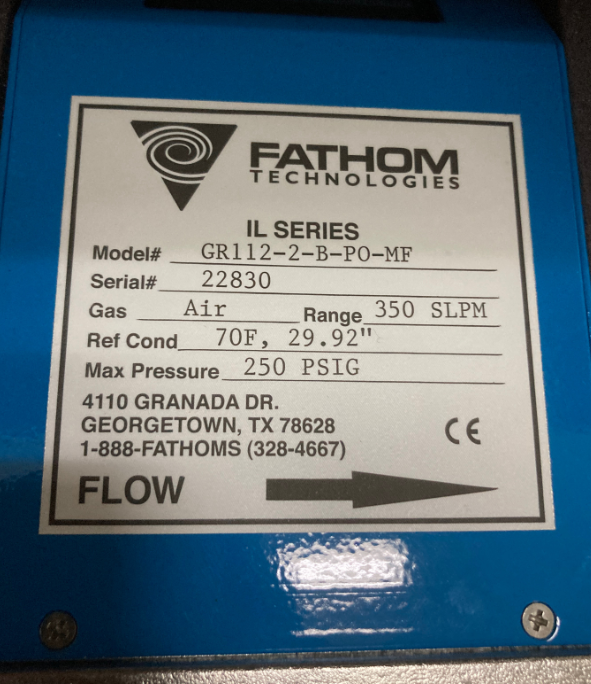 FATHOM
TECHNOLOGIES
IL SERIES
Model# GR112-2-B-PO-MF
Serial# 22830
Gas Air Range 350 SLPM
Ref Cond 70F, 29.92"
Max Pressure 250 PSIG
4110 GRANADA DR.
GEORGETOWN, TX 78628
1-888-FATHOMS (328-4667)
CE
FLOW